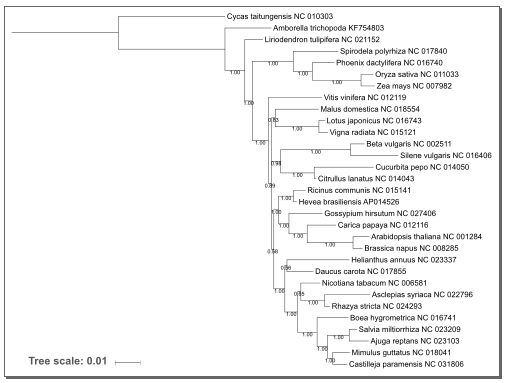 Cycas taitungensis NC 010303
Amborella trichopoda KF754803
Liriodendron tulipifera NC 021152
1.00
Spirodela polyrhiza NC 017840
1.00
Phoenix dactylifera NC 016740
1.00
Oryza sativa NC 011033
1.00
Zea mays NC 007982
1.00
Vitis vinifera NC 012119
Malus domestica NC 018554
Lotus japonicus NC 016743
1.00
Vigna radiata NC 015121
1.00
Beta vulgaris NC 002511
1.00
Silene vulgaris NC 016406
Cucurbita pepo NC 014050
1.00
Citrullus lanatus NC 014043
Ricinus communis NC 015141
1.00
Hevea brasiliensis AP014526
1.00
Gossypium hirsutum NC 027406
1.00
Carica papaya NC 012116
1.00
Arabidopsis thaliana NC 001284
1.00
Brassica napus NC 008285
Helianthus annuus NC 023337
Daucus carota NC 017855
1.00
Nicotiana tabacum NC 006581
Asclepias syriaca NC 022796
1.00
Rhazya stricta NC 024293
Boea hygrometrica NC 016741
1.00
Salvia miltiorrhiza NC 023209
1.00
Ajuga reptans NC 023103
1.00
Mimulus guttatus NC 018041
1.00
Castilleja paramensis NC 031806
Tree scale: 0.01